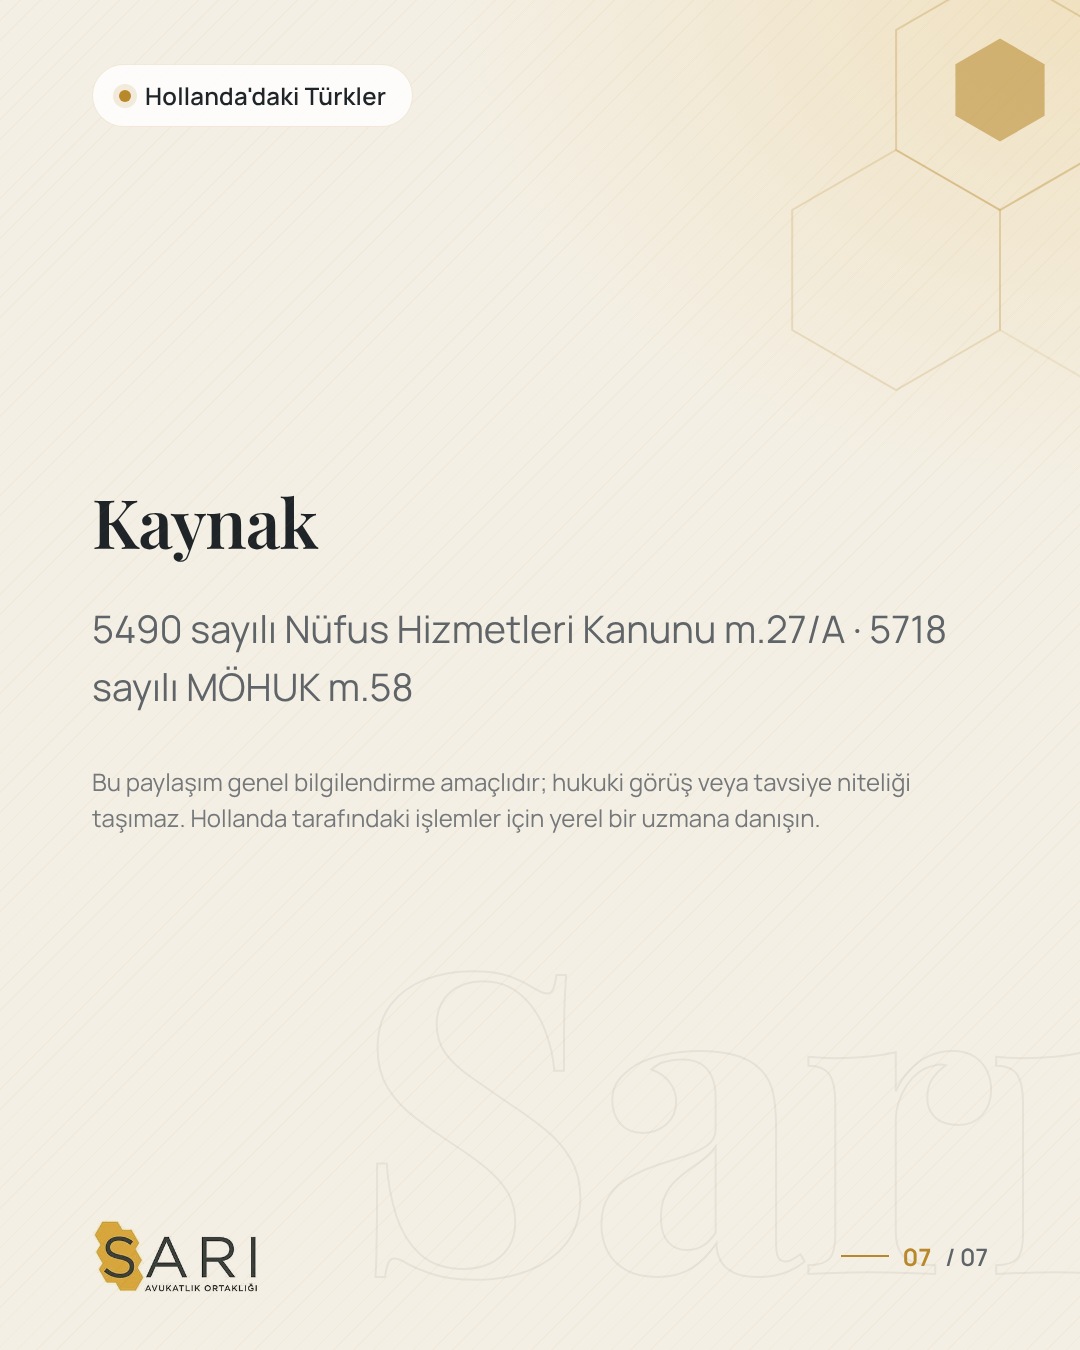 Hollanda'daki Türkler
Kaynak
5490 sayılı Nüfus Hizmetleri Kanunu m.27/A · 5718
sayılı MÖHUK m.58
Bu paylaşım genel bilgilendirme amaçlıdır; hukuki görüş veya tavsiye niteliği
taşımaz. Hollanda tarafındaki işlemler için yerel bir uzmana danışın.
Sarı
SARI
AVUKATLIK ORTAKLIĞI
07 / 07